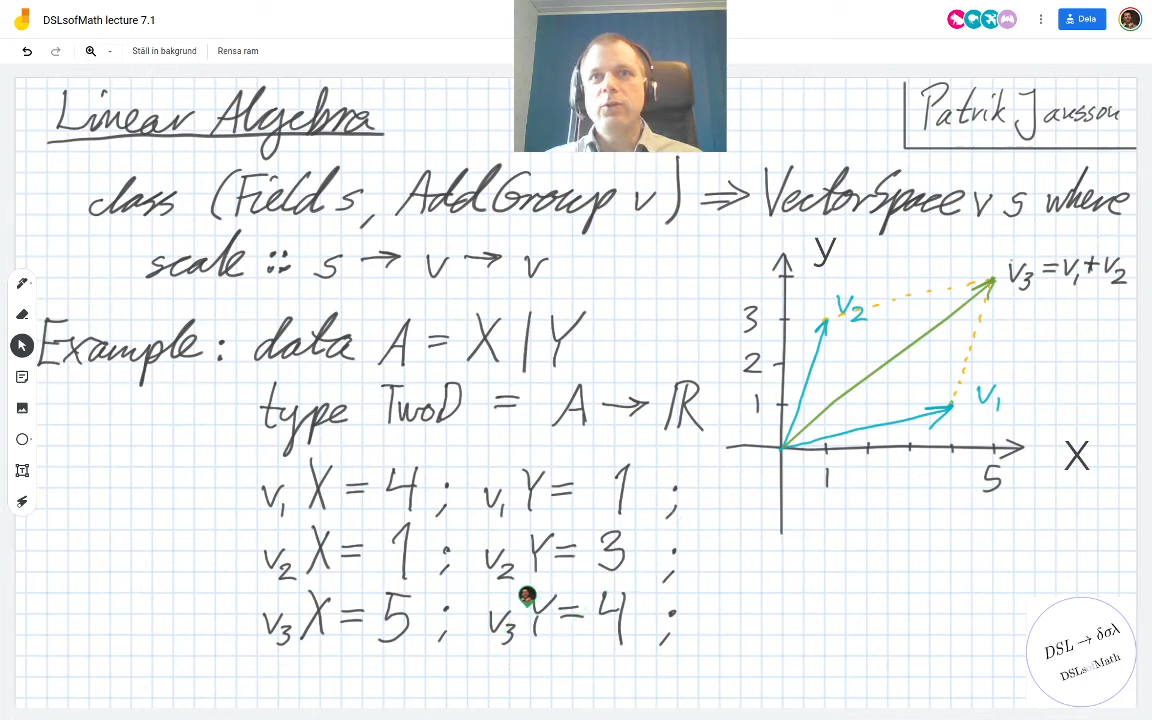 DSLsofMath lecture 7.1
Dela
Ställ in bakgrund
Rensa ram
Linear Algebra
Patrik Jansson
class (Field s, AddGroup v) => VectorSpace v s where
scale :: s → v → v
Example: data A = X | Y
type TwoD = A → ℝ
v₁ X = 4 ; v₁ Y = 1 ;
v₂ X = 1 ; v₂ Y = 3 ;
v₃ X = 5 ; v₃ Y = 4 ;
y
v₃ = v₁ + v₂
v₂
3
2
1
v₁
X
1
5
DSL → δσλ
DSLsofMath